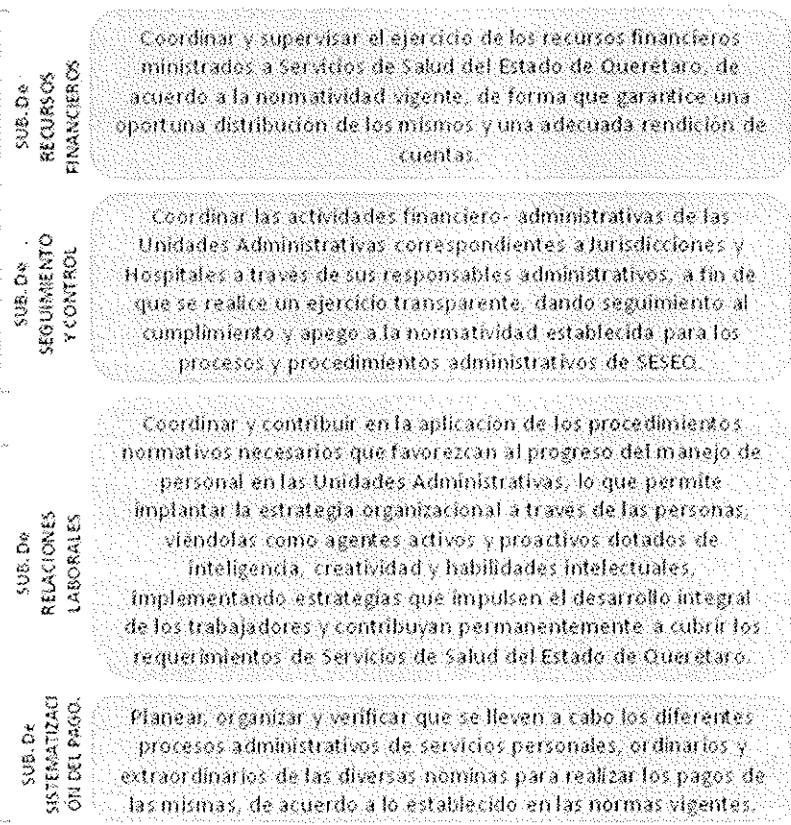 SUB. De
RECURSOS
FINANCIEROS
Coordinar y supervisar el ejercicio de los recursos financieros
ministrados a Servicios de Salud del Estado de Querétaro, de
acuerdo a la normatividad vigente, de forma que garantice una
oportuna distribución de los mismos y una adecuada rendición de
cuentas.
SUB. De
SEGUIMIENTO
Y CONTROL
Coordinar las actividades financiero- administrativas de las
Unidades Administrativas correspondientes a Jurisdicciones y
Hospitales a través de sus responsables administrativos, a fin de
que se realice un ejercicio transparente, dando seguimiento al
cumplimiento y apego a la normatividad establecida para los
procesos y procedimientos administrativos de SESEQ.
SUB. De
RELACIONES
LABORALES
Coordinar y contribuir en la aplicación de los procedimientos
normativos necesarios que favorezcan al progreso del manejo de
personal en las Unidades Administrativas, lo que permite
implantar la estrategia organizacional a través de las personas,
viéndolas como agentes activos y proactivos dotados de
inteligencia, creatividad y habilidades intelectuales,
implementando estrategias que impulsen el desarrollo integral
de los trabajadores y contribuyan permanentemente a cubrir los
requerimientos de Servicios de Salud del Estado de Querétaro.
SUB. De
SISTEMATIZACI
ÓN DEL PAGO.
Planear, organizar y verificar que se lleven a cabo los diferentes
procesos administrativos de servicios personales, ordinarios y
extraordinarios de las diversas nominas para realizar los pagos de
las mismas, de acuerdo a lo establecido en las normas vigentes.